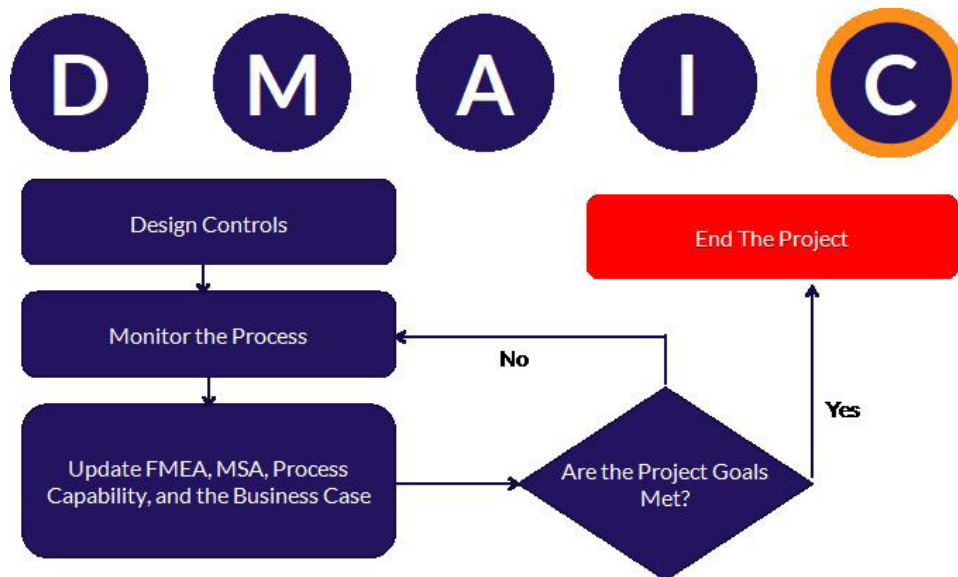 D M A I C
Design Controls
End The Project
Monitor the Process
No
Yes
Update FMEA, MSA, Process
Capability, and the Business Case
Are the Project Goals
Met?